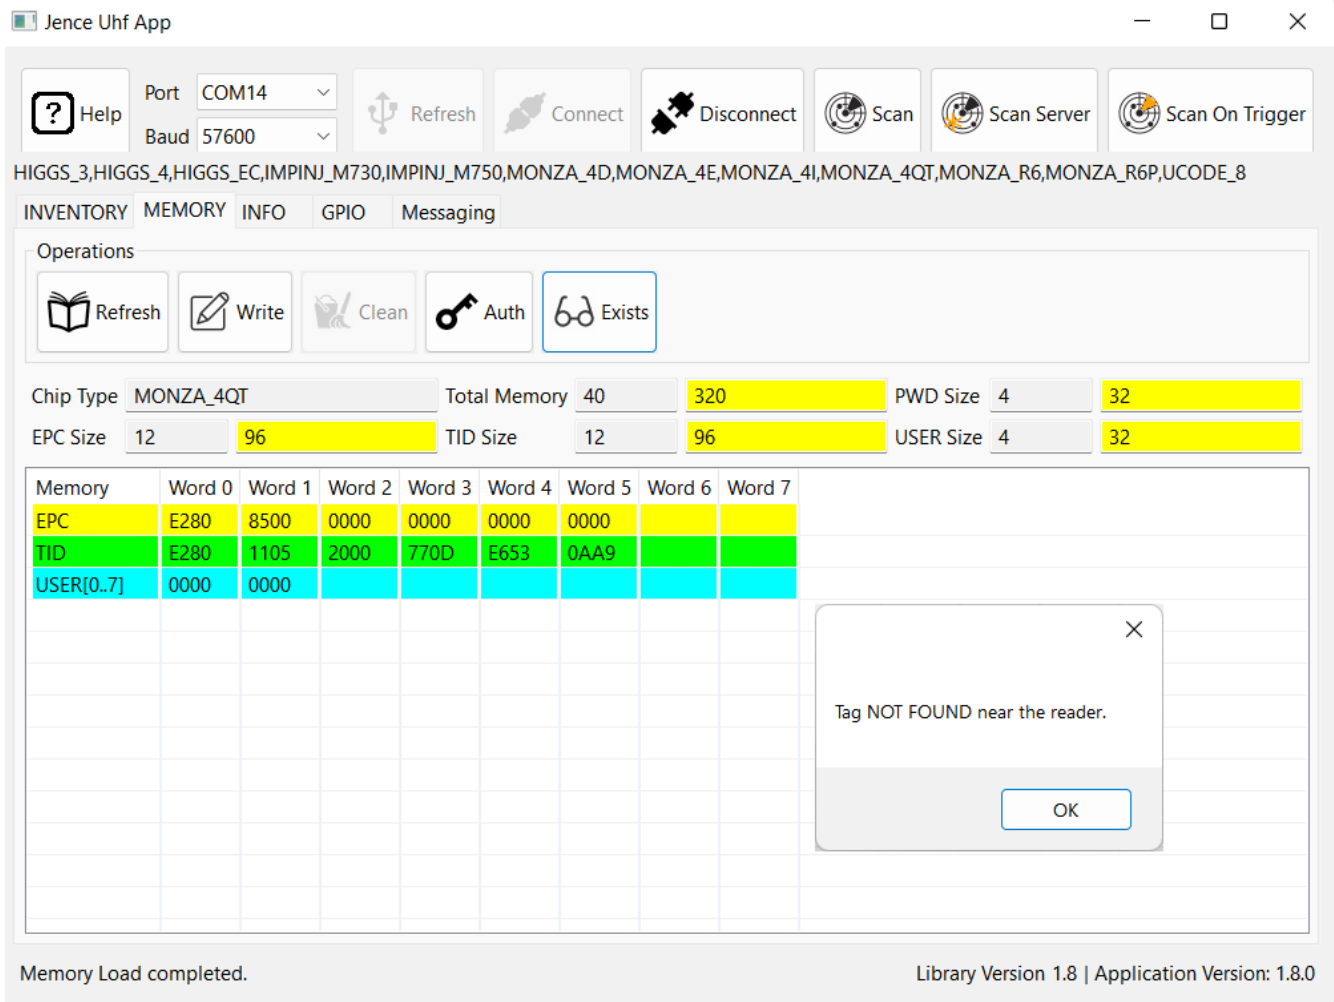 Jence Uhf App
Help
Port COM14
Baud 57600
Refresh Connect Disconnect Scan Scan Server Scan On Trigger
HIGGS_3,HIGGS_4,HIGGS_EC,IMPINJ_M730,IMPINJ_M750,MONZA_4D,MONZA_4E,MONZA_4I,MONZA_4QT,MONZA_R6,MONZA_R6P,UCODE_8
INVENTORY MEMORY INFO GPIO Messaging
Operations
Refresh Write Clean Auth Exists
Chip Type MONZA_4QT Total Memory 40 320 PWD Size 4 32
EPC Size 12 96 TID Size 12 96 USER Size 4 32
Memory Word 0 Word 1 Word 2 Word 3 Word 4 Word 5 Word 6 Word 7
EPC E280 8500 0000 0000 0000 0000
TID E280 1105 2000 770D E653 0AA9
USER[0..7] 0000 0000
Tag NOT FOUND near the reader.
OK
Memory Load completed. Library Version 1.8 | Application Version: 1.8.0